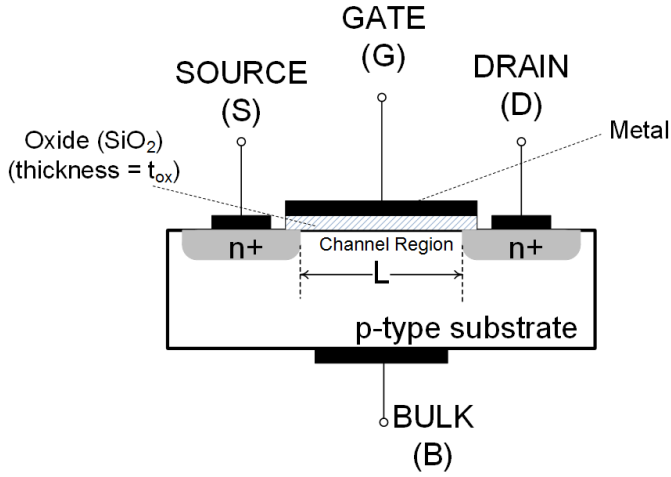 GATE
(G)
SOURCE
(S)
DRAIN
(D)
Oxide (SiO₂)
(thickness = tₒₓ)
Metal
n+
Channel Region
n+
L
p-type substrate
BULK
(B)